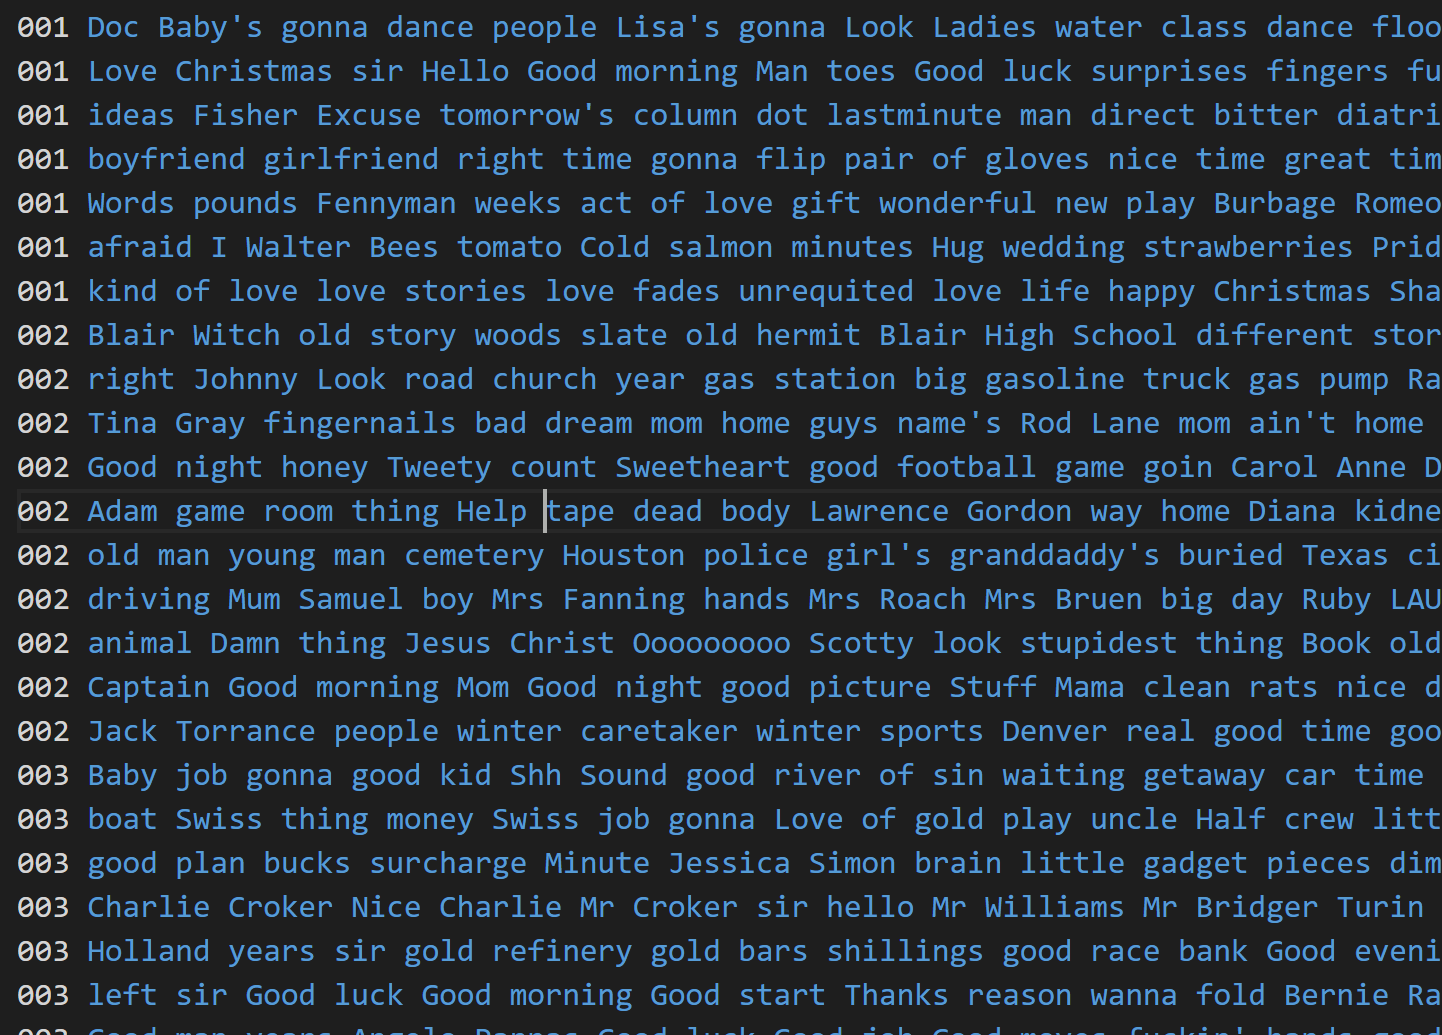 001 Doc Baby's gonna dance people Lisa's gonna Look Ladies water class dance floo
001 Love Christmas sir Hello Good morning Man toes Good luck surprises fingers fu
001 ideas Fisher Excuse tomorrow's column dot lastminute man direct bitter diatri
001 boyfriend girlfriend right time gonna flip pair of gloves nice time great tim
001 Words pounds Fennyman weeks act of love gift wonderful new play Burbage Romeo
001 afraid I Walter Bees tomato Cold salmon minutes Hug wedding strawberries Prid
001 kind of love love stories love fades unrequited love life happy Christmas Sha
002 Blair Witch old story woods slate old hermit Blair High School different stor
002 right Johnny Look road church year gas station big gasoline truck gas pump Ra
002 Tina Gray fingernails bad dream mom home guys name's Rod Lane mom ain't home
002 Good night honey Tweety count Sweetheart good football game goin Carol Anne D
002 Adam game room thing Help tape dead body Lawrence Gordon way home Diana kidne
002 old man young man cemetery Houston police girl's granddaddy's buried Texas ci
002 driving Mum Samuel boy Mrs Fanning hands Mrs Roach Mrs Bruen big day Ruby LAU
002 animal Damn thing Jesus Christ Ooooooooo Scotty look stupidest thing Book old
002 Captain Good morning Mom Good night good picture Stuff Mama clean rats nice d
002 Jack Torrance people winter caretaker winter sports Denver real good time goo
003 Baby job gonna good kid Shh Sound good river of sin waiting getaway car time
003 boat Swiss thing money Swiss job gonna Love of gold play uncle Half crew litt
003 good plan bucks surcharge Minute Jessica Simon brain little gadget pieces dim
003 Charlie Croker Nice Charlie Mr Croker sir hello Mr Williams Mr Bridger Turin
003 Holland years sir gold refinery gold bars shillings good race bank Good eveni
003 left sir Good luck Good morning Good start Thanks reason wanna fold Bernie Ra
003 Good man years Angelo Pappas Good luck Good job Good moves fuckin' hands good